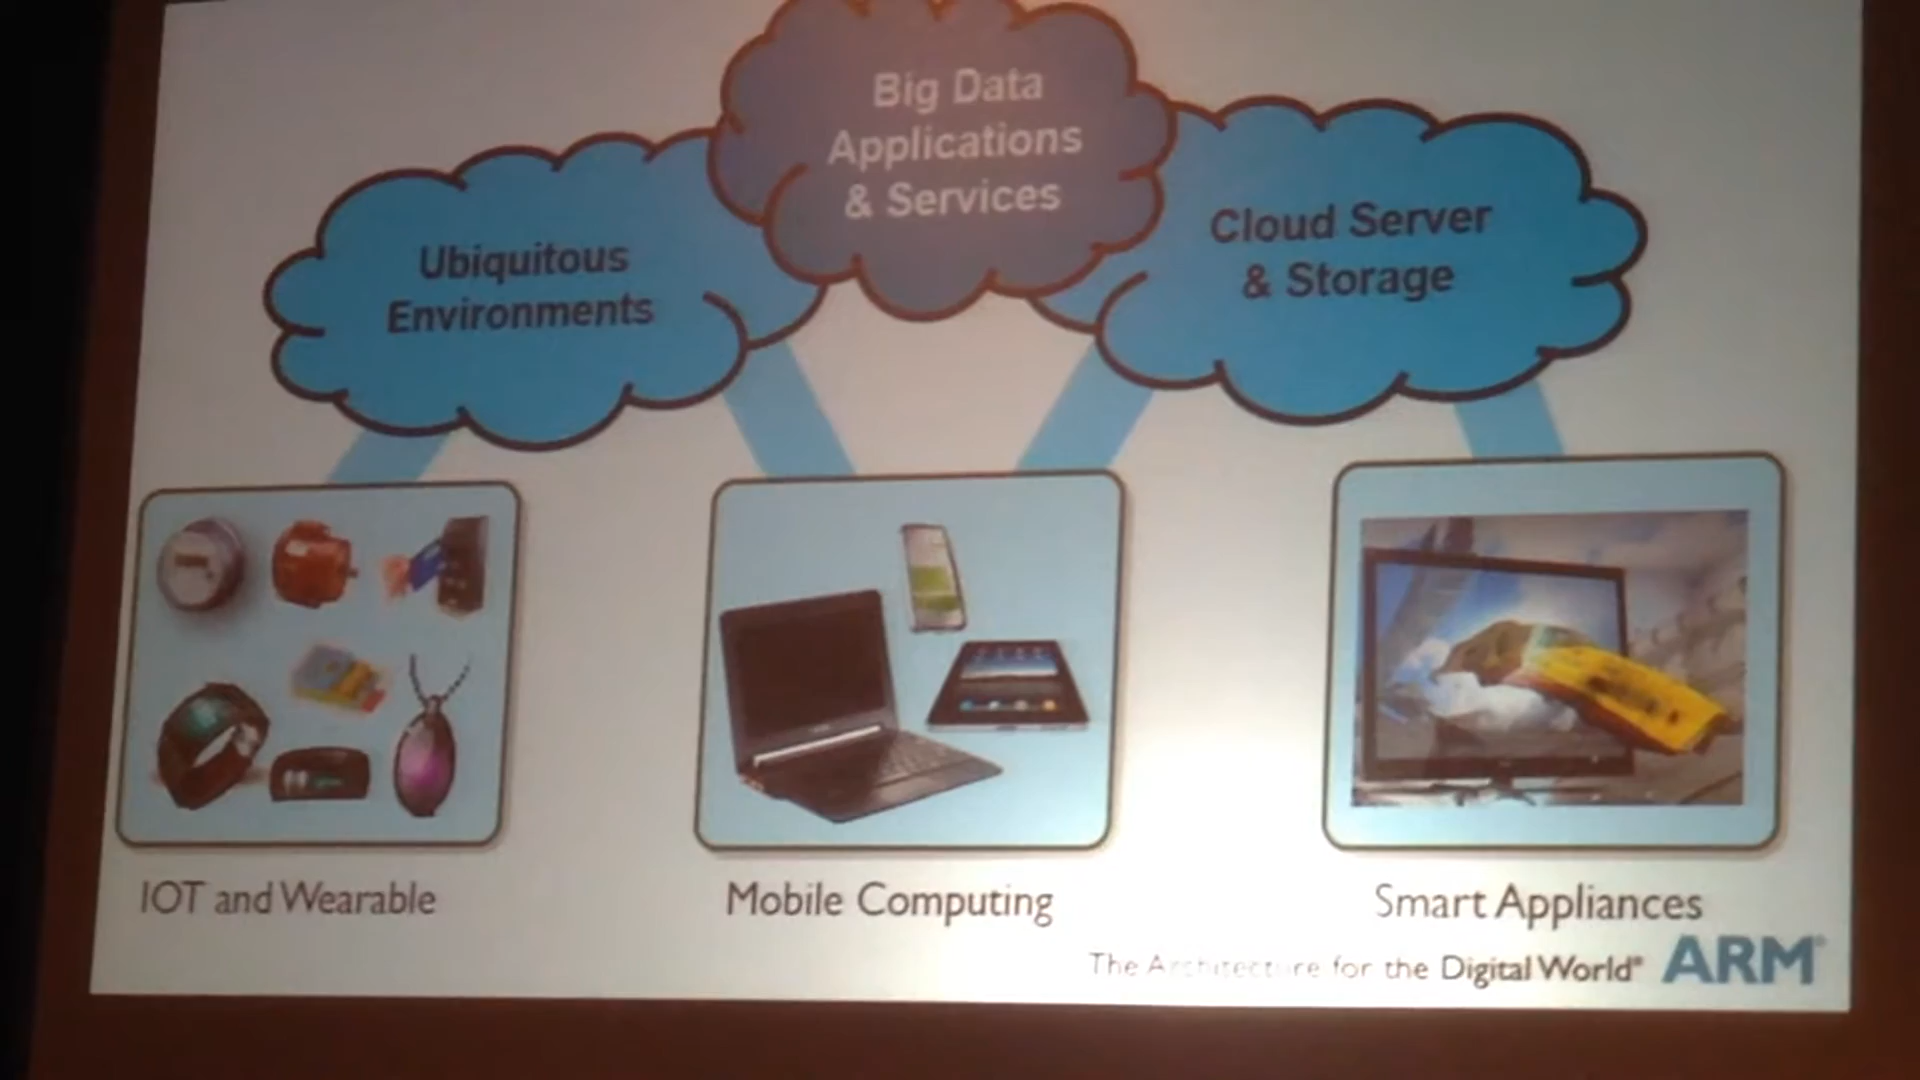 Big Data
Applications
& Services
Ubiquitous
Environments
Cloud Server
& Storage
IOT and Wearable
Mobile Computing
Smart Appliances
The Architecture for the Digital World®
ARM®